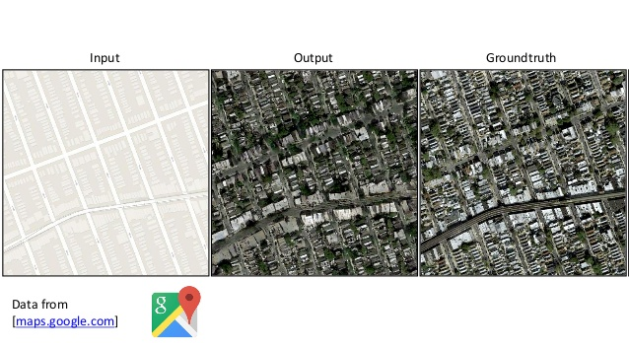 Input
Output
Groundtruth
Data from
[maps.google.com]
g